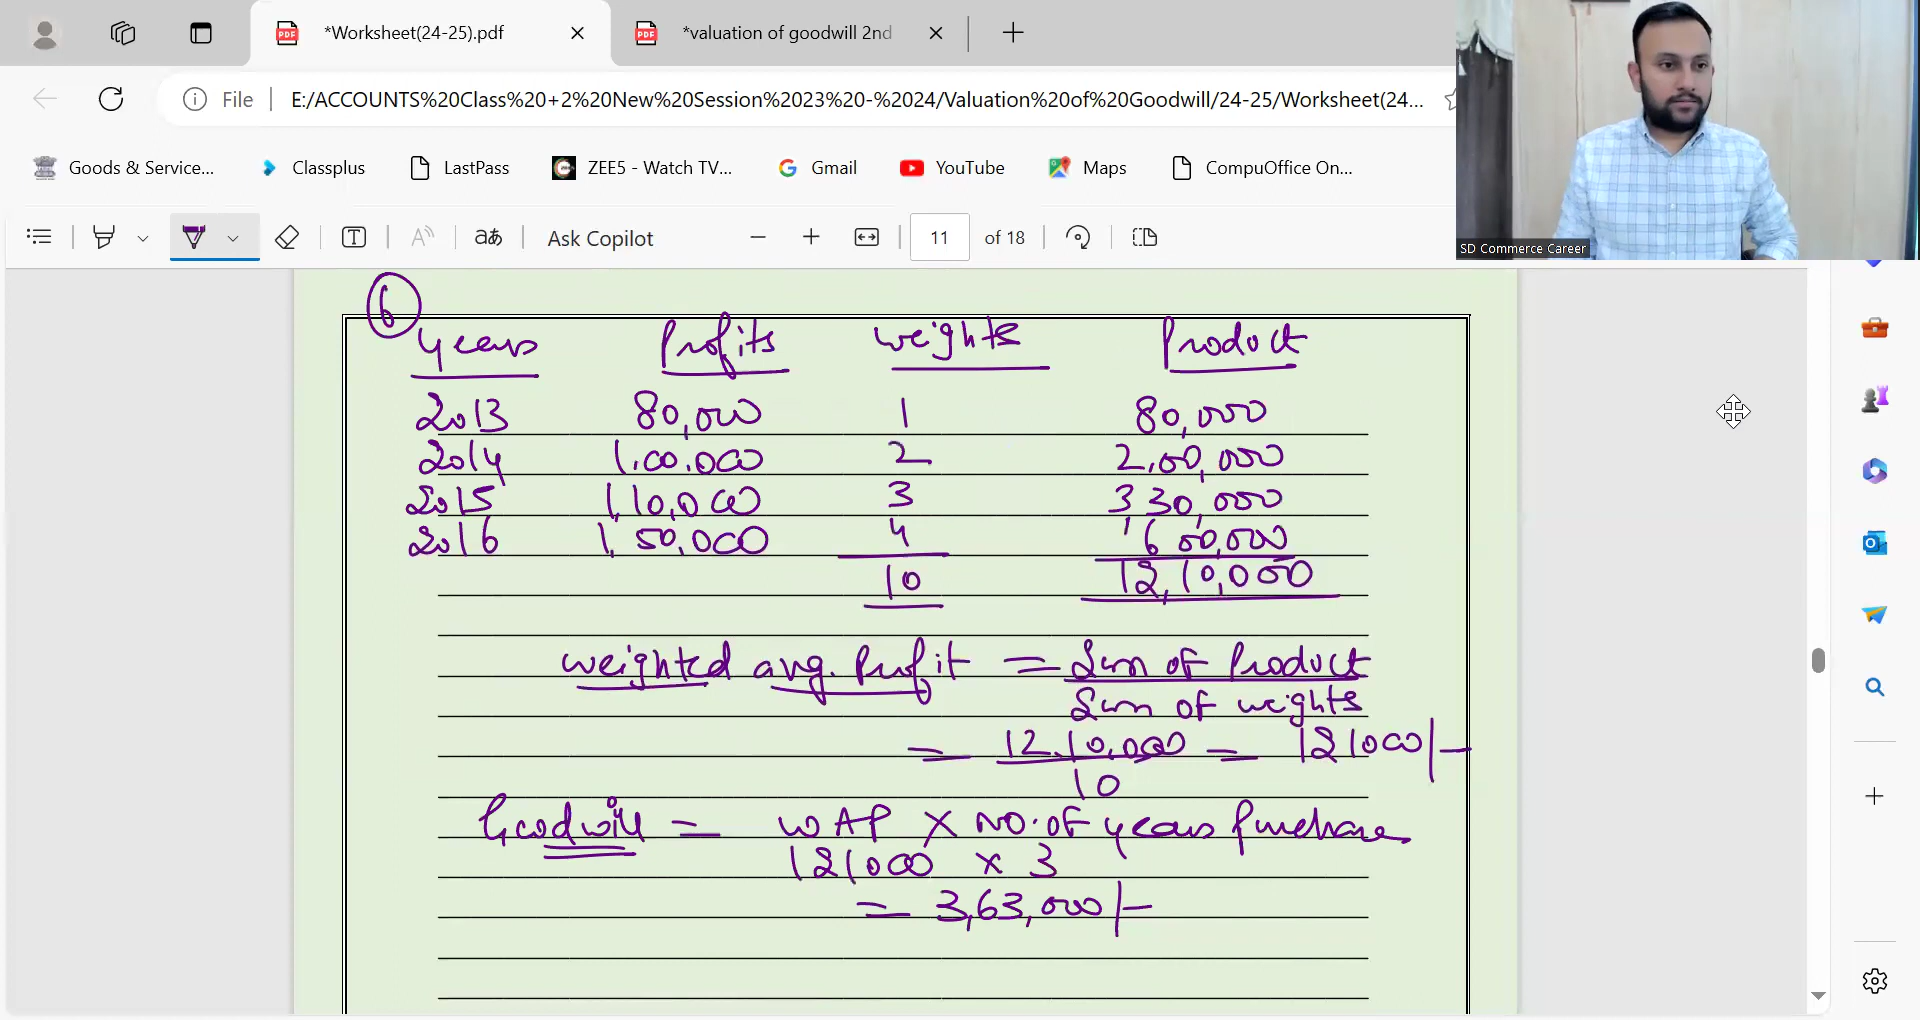 *Worksheet(24-25).pdf
*valuation of goodwill 2nd
File
E:/ACCOUNTS%20Class%20+2%20New%20Session%2023%20-%2024/Valuation%20of%20Goodwill/24-25/Worksheet(24...
Goods & Service... Classplus LastPass ZEE5 - Watch TV... Gmail YouTube Maps CompuOffice On...
aあ Ask Copilot 11 of 18
SD Commerce Career
6
Years Profits weights Product
2013 80,000 1 80,000
2014 1,00,000 2 2,00,000
2015 1,10,000 3 330,000
2016 1,50,000 4 600,000
10 12,10,000
weighted avg. Profit = Sum of Product
Sum of weights
= 12,10,000 = 121000/-
10
Goodwill = WAP × NO. of years Purchase
121000 × 3
= 3,63,000/-